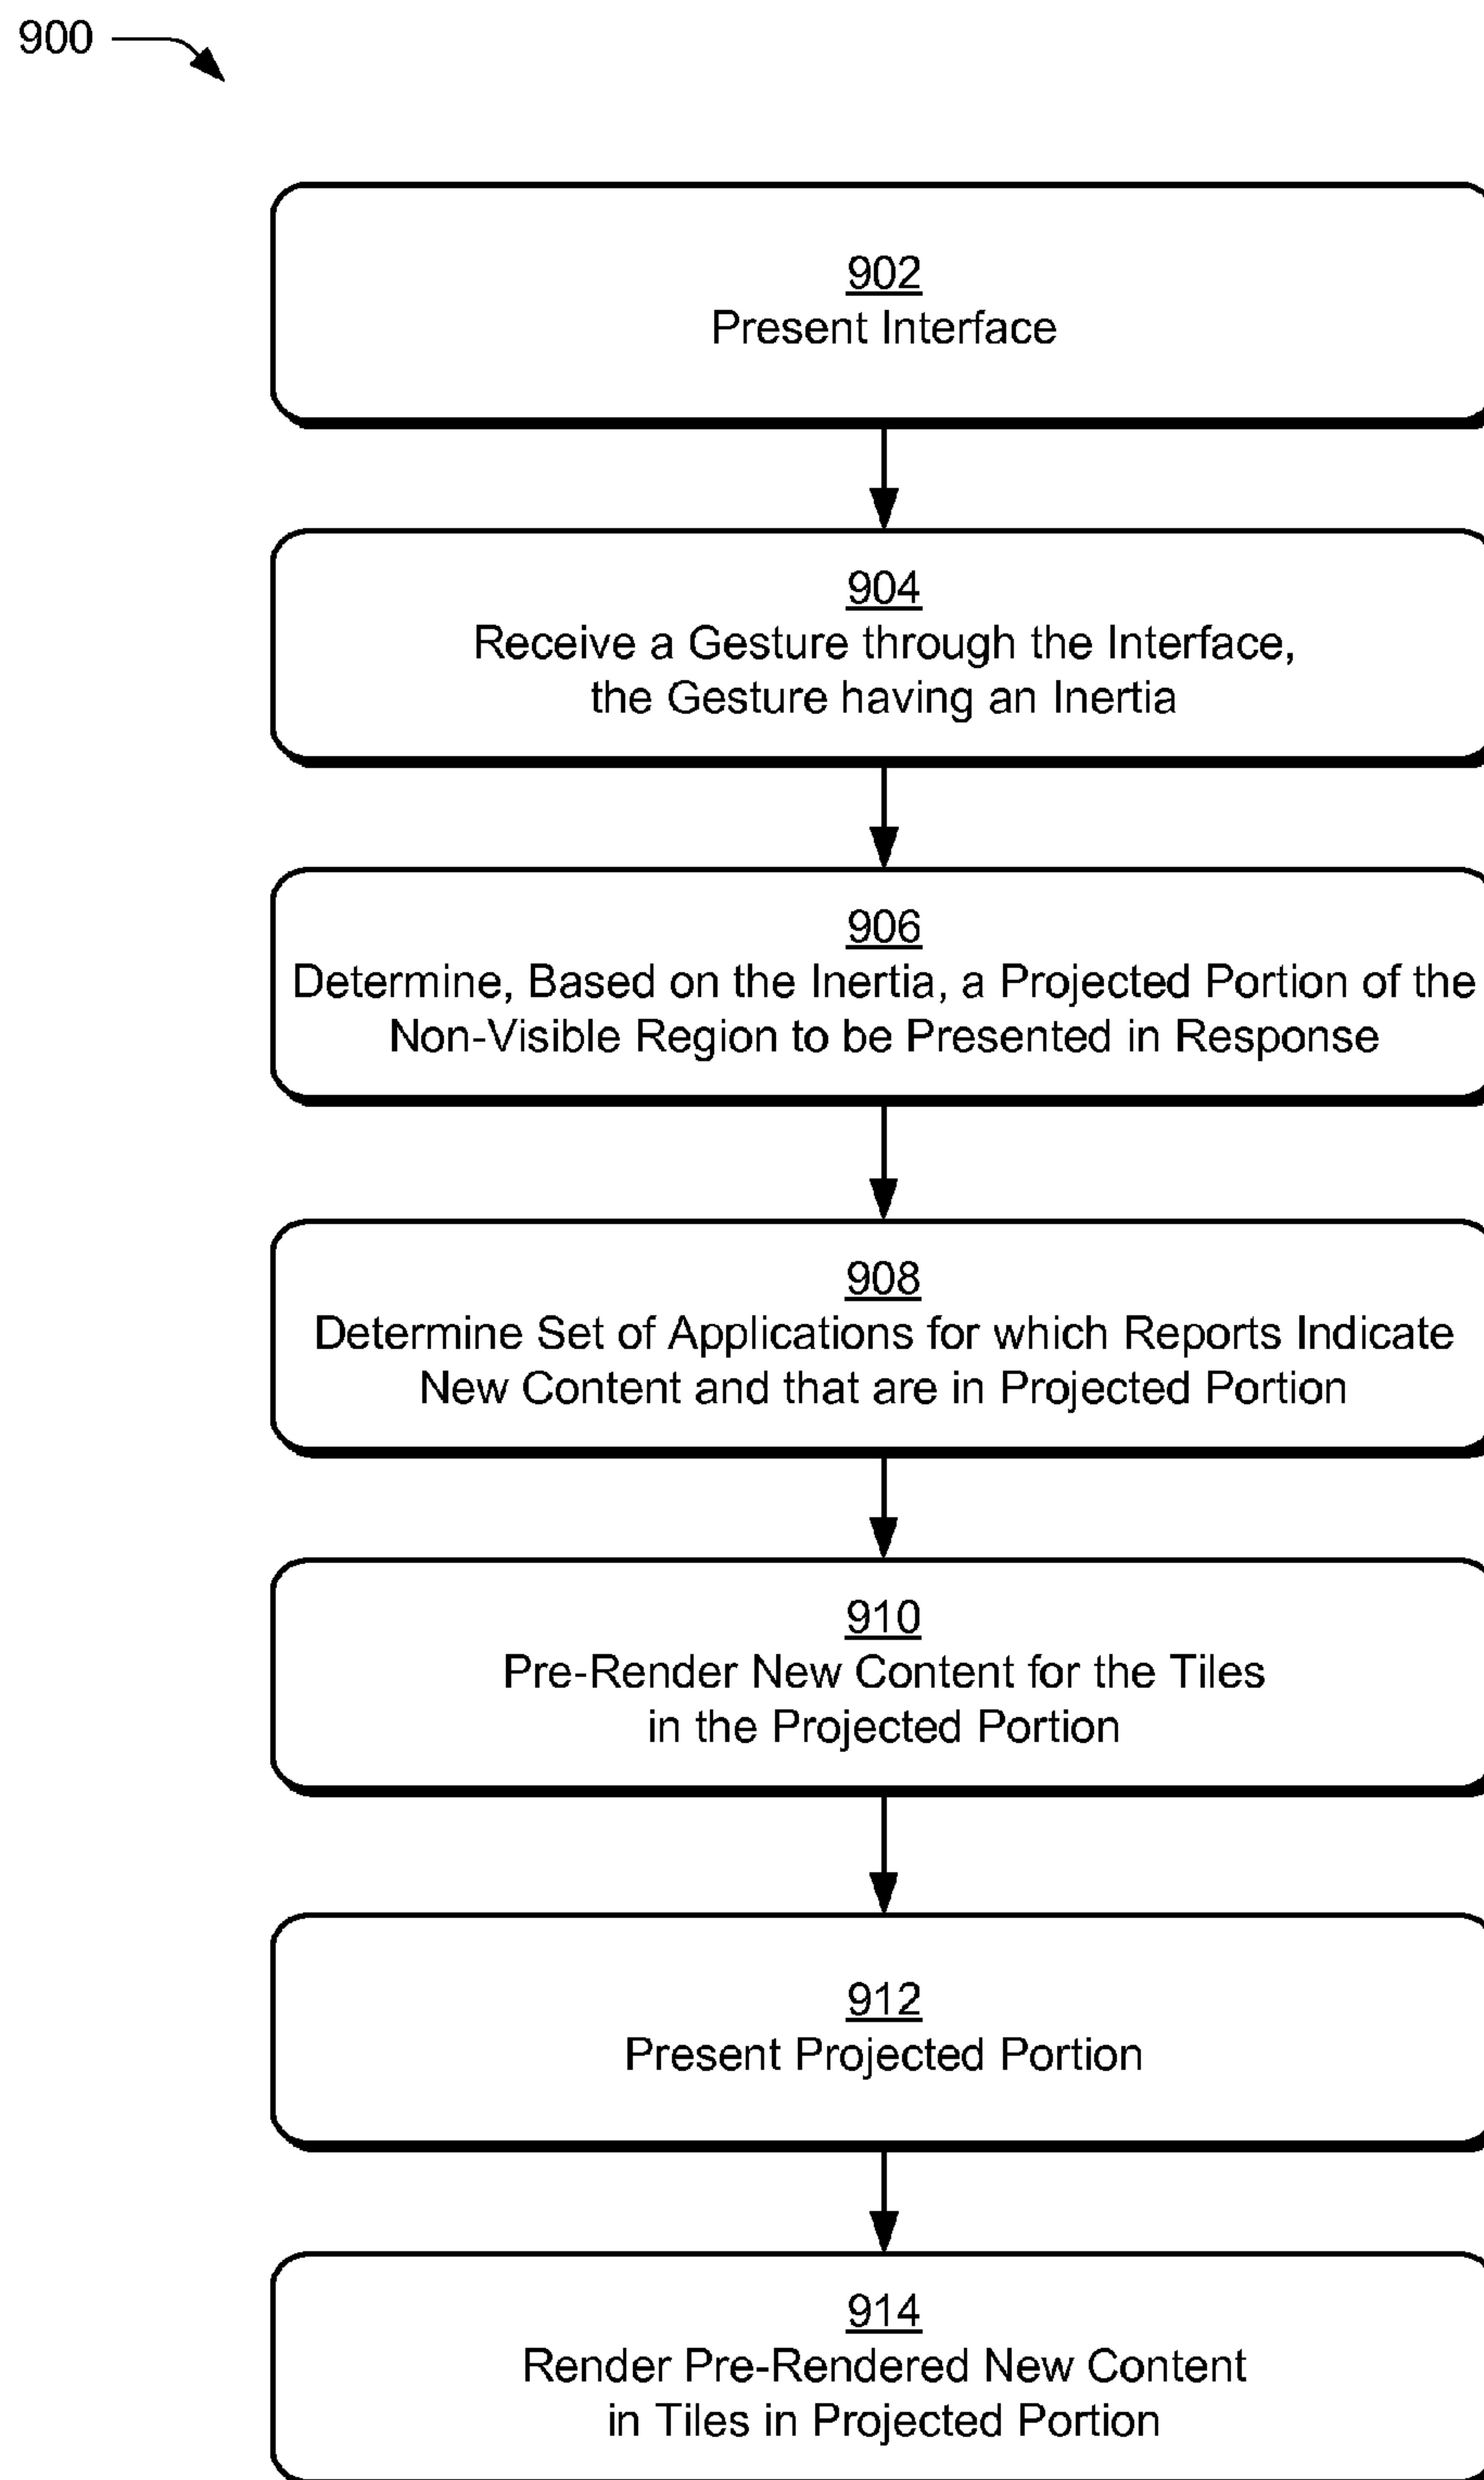 900
902
Present Interface
904
Receive a Gesture through the Interface,
the Gesture having an Inertia
906
Determine, Based on the Inertia, a Projected Portion of the
Non-Visible Region to be Presented in Response
908
Determine Set of Applications for which Reports Indicate
New Content and that are in Projected Portion
910
Pre-Render New Content for the Tiles
in the Projected Portion
912
Present Projected Portion
914
Render Pre-Rendered New Content
in Tiles in Projected Portion